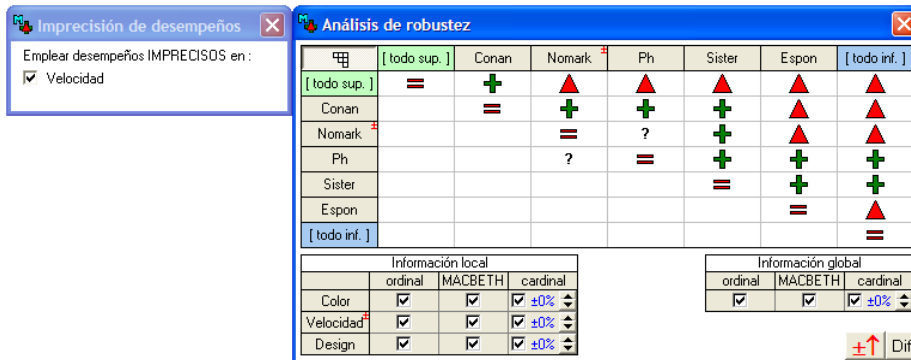 Imprecisión de desempeños
Emplear desempeños IMPRECISOS en :
Velocidad
Análisis de robustez
[ todo sup. ] Conan Nomark ± Ph Sister Espon [ todo inf. ]
[ todo sup. ] = +
Conan = + + +
Nomark ± = ? +
Ph ? = + + +
Sister = + +
Espon =
[ todo inf. ] =
Información local
ordinal MACBETH cardinal
Color ±0%
Velocidad ± ±0%
Design ±0%
Información global
ordinal MACBETH cardinal
±0%
± Dif